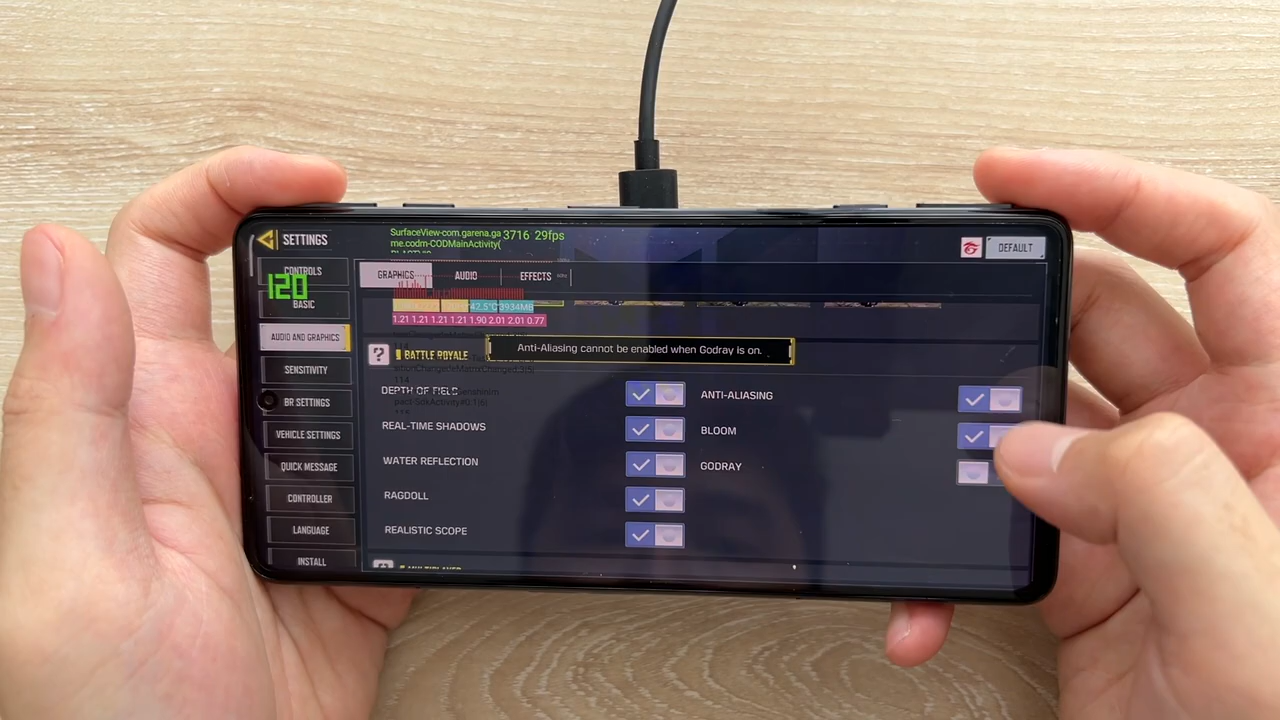 SETTINGS
SurfaceView-com.garena.ga 3716 29fps
me.codm-CODMainActivity(
DEFAULT
CONTROLS
GRAPHICS
AUDIO
EFFECTS
120
BASIC
42.5°C 3934MB
1.21 1.21 1.21 1.21 1.90 2.01 2.01 0.77
AUDIO AND GRAPHICS
Anti-Aliasing cannot be enabled when Godray is on.
? BATTLE ROYALE
SENSITIVITY
DEPTH OF FIELD
ANTI-ALIASING
BR SETTINGS
REAL-TIME SHADOWS
BLOOM
VEHICLE SETTINGS
WATER REFLECTION
GODRAY
QUICK MESSAGE
RAGDOLL
CONTROLLER
REALISTIC SCOPE
LANGUAGE
INSTALL